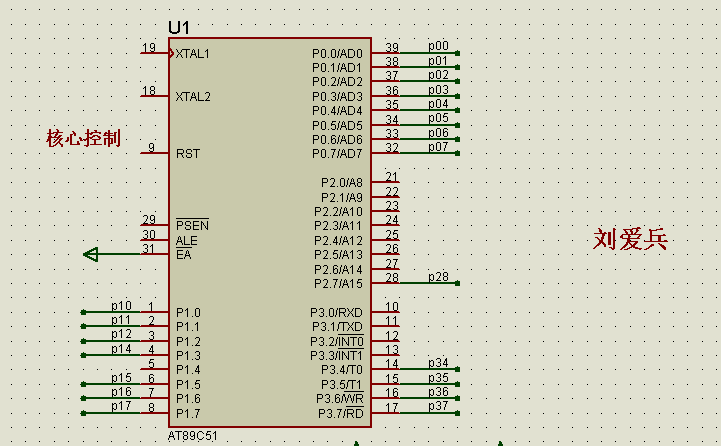 U1
19 XTAL1 P0.0/AD0 39 p00
P0.1/AD1 38 p01
P0.2/AD2 37 p02
18 XTAL2 P0.3/AD3 36 p03
P0.4/AD4 35 p04
P0.5/AD5 34 p05
核心控制 P0.6/AD6 33 p06
9 RST P0.7/AD7 32 p07
P2.0/A8 21
P2.1/A9 22
P2.2/A10 23
29 PSEN P2.3/A11 24
30 ALE P2.4/A12 25 刘爱兵
31 EA P2.5/A13 26
P2.6/A14 27
P2.7/A15 28 p28
p10 1 P1.0 P3.0/RXD 10
p11 2 P1.1 P3.1/TXD 11
p12 3 P1.2 P3.2/INT0 12
p14 4 P1.3 P3.3/INT1 13
5 P1.4 P3.4/T0 14 p34
p15 6 P1.5 P3.5/T1 15 p35
p16 7 P1.6 P3.6/WR 16 p36
p17 8 P1.7 P3.7/RD 17 p37
AT89C51